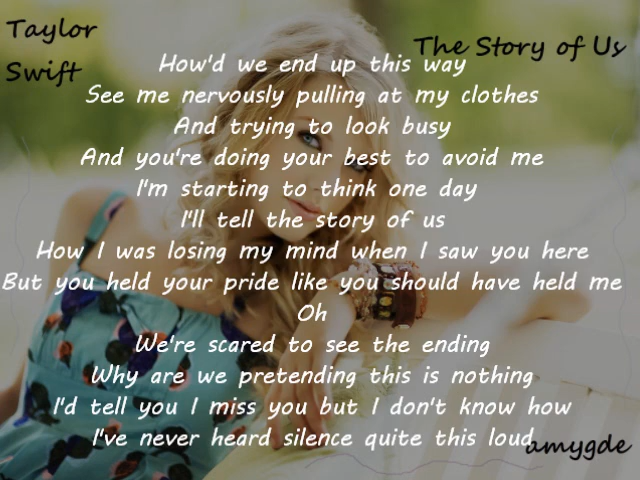 Taylor
Swift
The Story of Us
How'd we end up this way
See me nervously pulling at my clothes
And trying to look busy
And you're doing your best to avoid me
I'm starting to think one day
I'll tell the story of us
How I was losing my mind when I saw you here
But you held your pride like you should have held me
Oh
We're scared to see the ending
Why are we pretending this is nothing
I'd tell you I miss you but I don't know how
I've never heard silence quite this loud
amygde